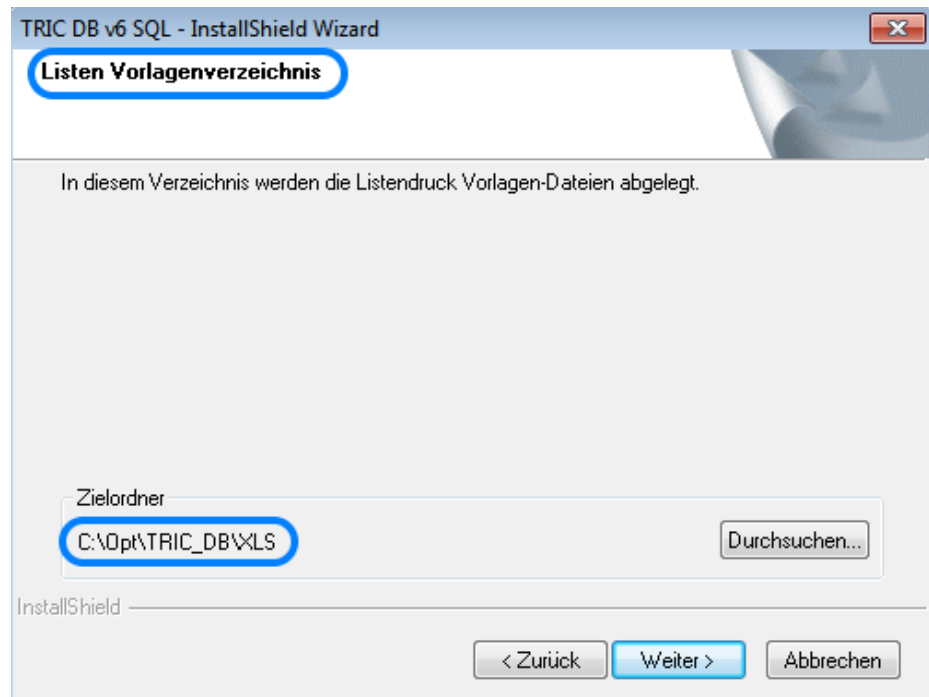 TRIC DB v6 SQL - InstallShield Wizard
Listen Vorlagenverzeichnis
In diesem Verzeichnis werden die Listendruck Vorlagen-Dateien abgelegt.
Zielordner
C:\Opt\TRIC_DB\XLS
Durchsuchen...
InstallShield
< Zurück Weiter > Abbrechen